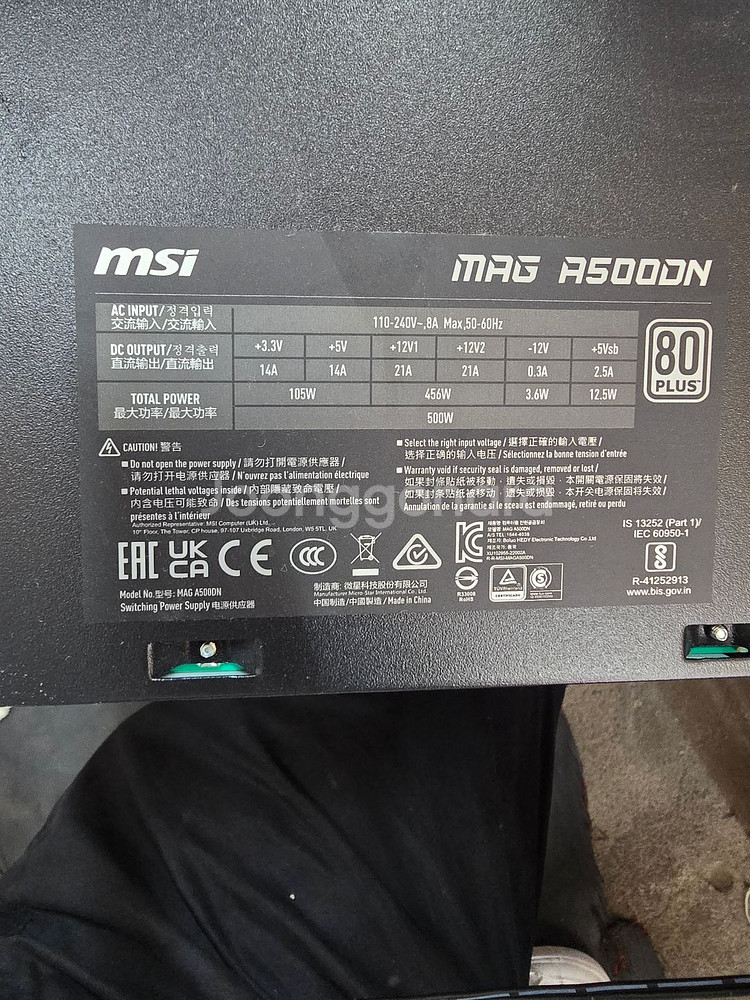 msi MAG A500DN
AC INPUT/정격입력
交流输入/交流輸入
110-240V~,8A Max,50-60Hz
DC OUTPUT/정격출력
直流输出/直流輸出
+3.3V +5V +12V1 +12V2 -12V +5Vsb
14A 14A 21A 21A 0.3A 2.5A
TOTAL POWER
最大功率/最大功率
105W 456W 3.6W 12.5W
500W
80
PLUS
CAUTION! 警告
Do not open the power supply / 請勿打開電源供應器 /
请勿打开电源供应器 / N'ouvrez pas l'alimentation électrique
Potential lethal voltages inside / 內部隱藏致命電壓 /
内含电压可能致命 / Des tensions potentiellement mortelles sont
présentes à l'intérieur
Authorized Representative: MSI Computer (UK) Ltd.,
10th Floor, The Tower, CP house, 97-107 Uxbridge Road, London, W5 5TL, UK
Select the right input voltage / 選擇正確的輸入電壓 /
选择正确的输入电压 / Sélectionnez la bonne tension d'entrée
Warranty void if security seal is damaged, removed or lost /
如果封條貼紙被移動，遺失或損毀，本開關電源保固將失效 /
如果封条贴纸被移动，遗失或损毁，本开关电源保固将失效 /
Annulation de la garantie si le sceau est endommagé, retiré ou perdu
EAC UK CA CE CCC
A/S TEL: 1644-4038
R-R-MSI-MAGA500DN
IS 13252 (Part 1)/
IEC 60950-1
R-41252913
www.bis.gov.in
Model No./型号: MAG A500DN
Switching Power Supply 电源供应器
制造商: 微星科技股份有限公司
Manufacturer: Micro-Star International Co., Ltd.
中国制造/中國製造/Made in China
R33008
RoHS